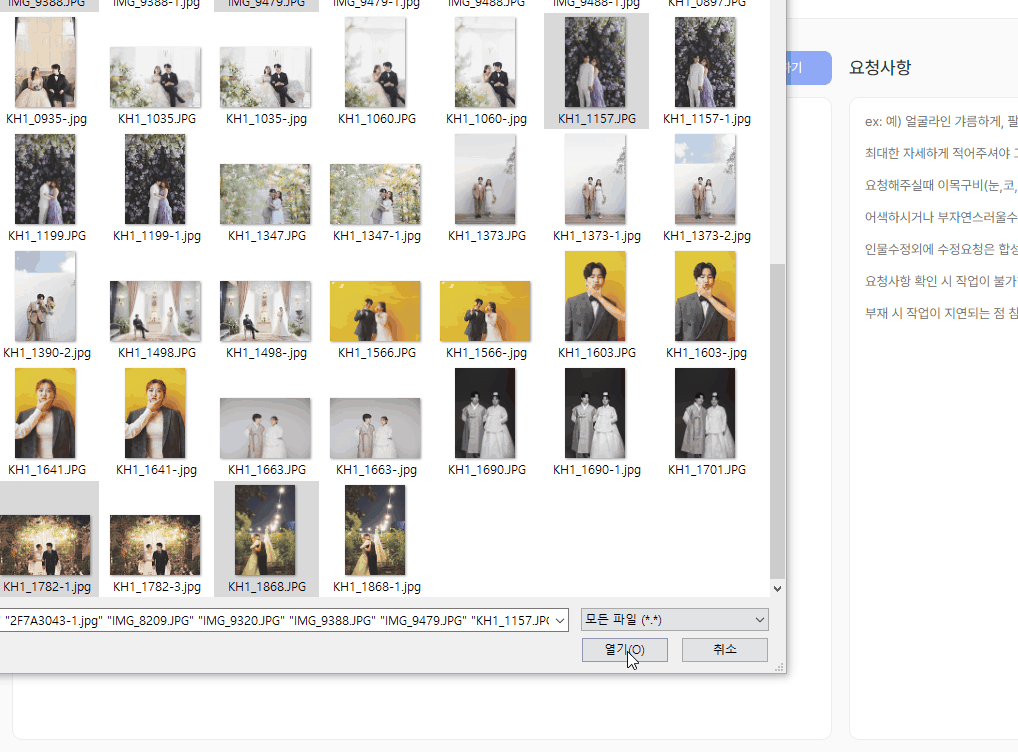 IMG_9388.JPG IMG_9388-1.jpg IMG_9479.JPG IMG_9479-1.jpg IMG_9488.JPG IMG_9488-1.jpg KH1_0897.JPG
하기
요청사항
KH1_0935-.jpg KH1_1035.JPG KH1_1035-.jpg KH1_1060.JPG KH1_1060-.jpg KH1_1157.JPG KH1_1157-1.jpg
ex: 예) 얼굴라인 갸름하게, 팔
최대한 자세하게 적어주셔야
요청해주실때 이목구비(눈,코,
어색하시거나 부자연스러울수
인물수정외에 수정요청은 합성
요청사항 확인 시 작업이 불가
부재 시 작업이 지연되는 점 참
KH1_1199.JPG KH1_1199-1.jpg KH1_1347.JPG KH1_1347-1.jpg KH1_1373.JPG KH1_1373-1.jpg KH1_1373-2.jpg
KH1_1390-2.jpg KH1_1498.JPG KH1_1498-.jpg KH1_1566.JPG KH1_1566-.jpg KH1_1603.JPG KH1_1603-.jpg
KH1_1641.JPG KH1_1641-.jpg KH1_1663.JPG KH1_1663-.jpg KH1_1690.JPG KH1_1690-1.jpg KH1_1701.JPG
KH1_1782-1.jpg KH1_1782-3.jpg KH1_1868.JPG KH1_1868-1.jpg
"2F7A3043-1.jpg" "IMG_8209.JPG" "IMG_9320.JPG" "IMG_9388.JPG" "IMG_9479.JPG" "KH1_1157.JPG
모든 파일 (*.*)
열기(O) 취소